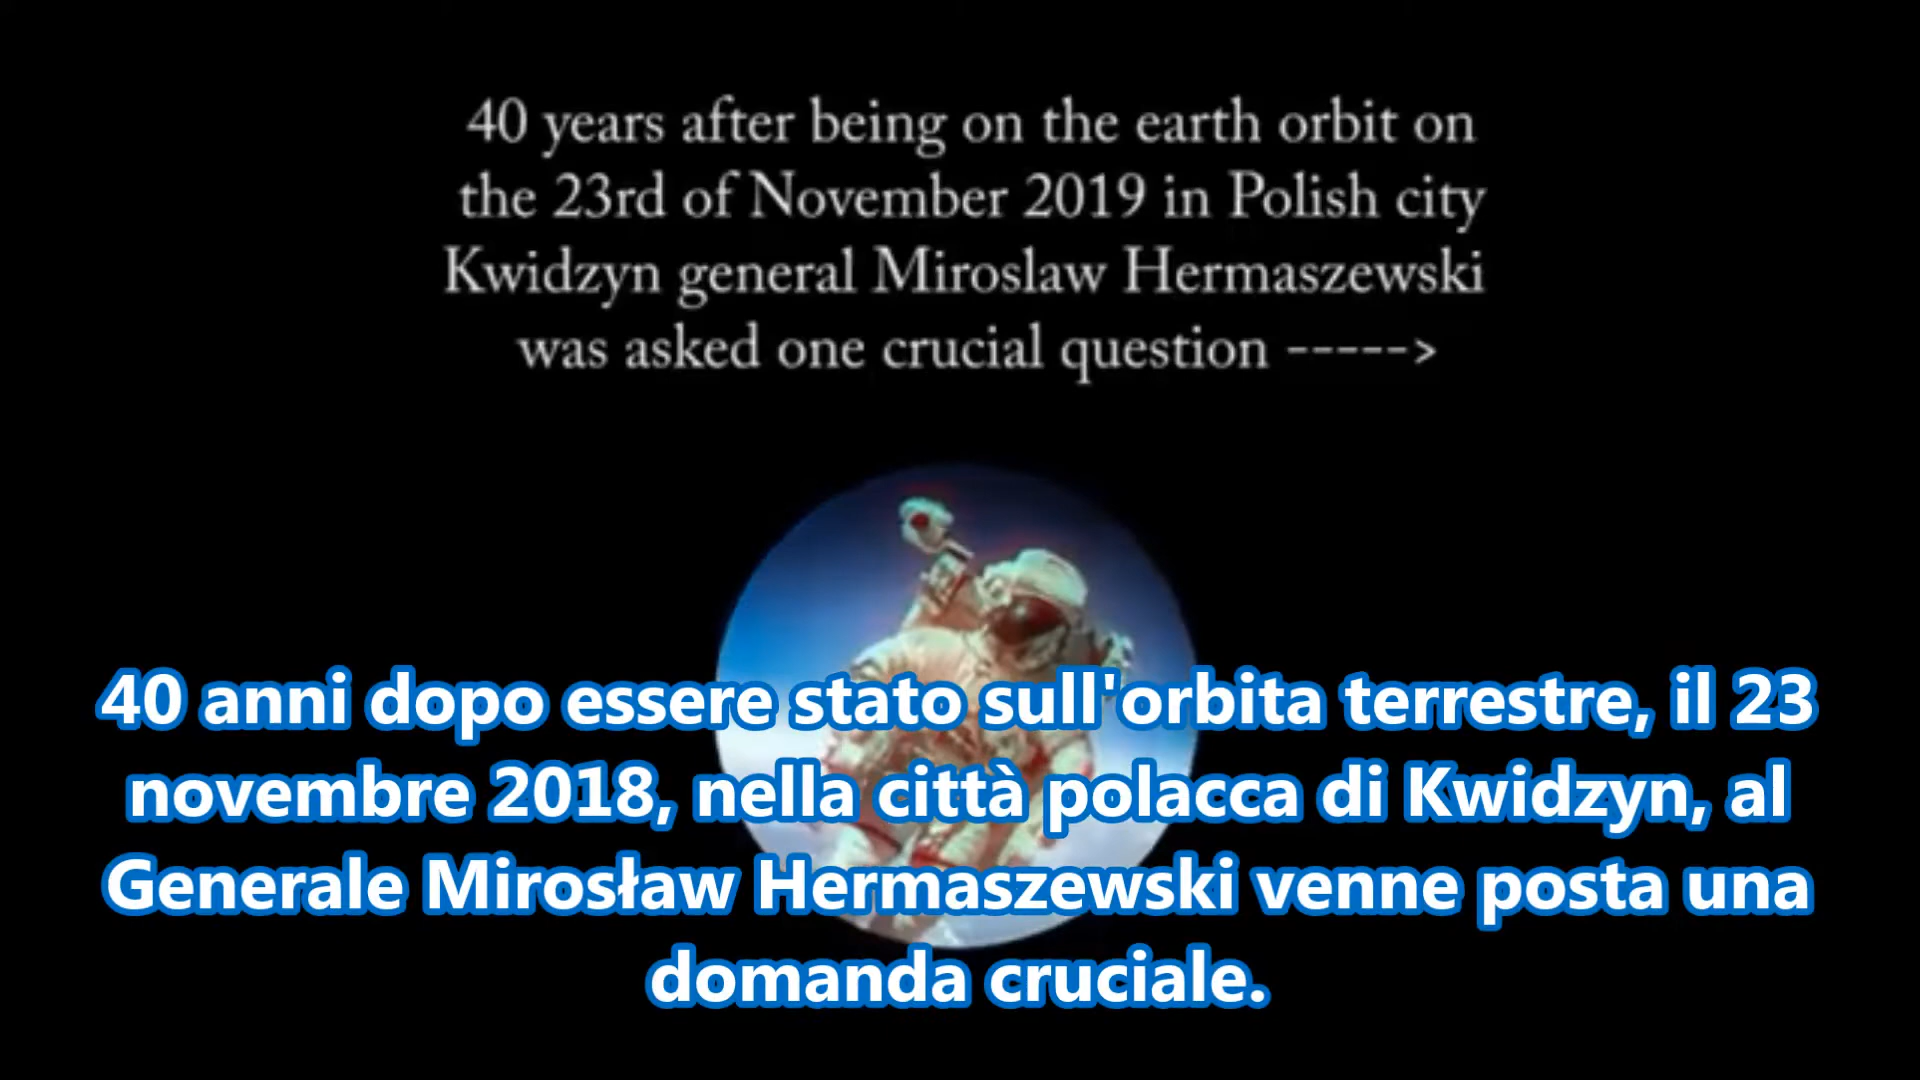 40 years after being on the earth orbit on
the 23rd of November 2019 in Polish city
Kwidzyn general Miroslaw Hermaszewski
was asked one crucial question ----->
40 anni dopo essere stato sull'orbita terrestre, il 23
novembre 2018, nella città polacca di Kwidzyn, al
Generale Mirosław Hermaszewski venne posta una
domanda cruciale.